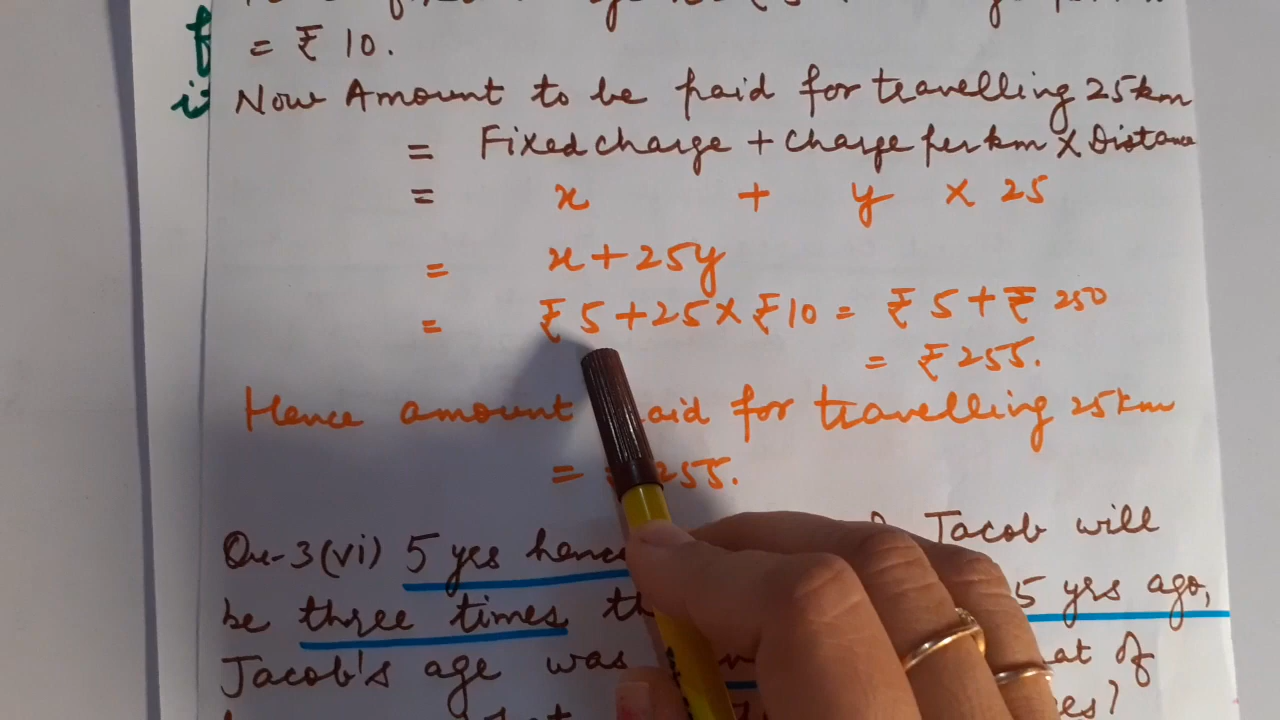 = ₹ 10.
Now Amount to be paid for travelling 25km
= Fixed charge + Charge per km X Distance
= x + y X 25
= x + 25y
= ₹ 5 + 25 X ₹ 10 = ₹ 5 + ₹ 250
= ₹ 255.
Hence amount paid for travelling 25km
= 255.
Qu-3(vi) 5 yrs hence Jacob will
be three times 5 yrs ago,
Jacob's age was of